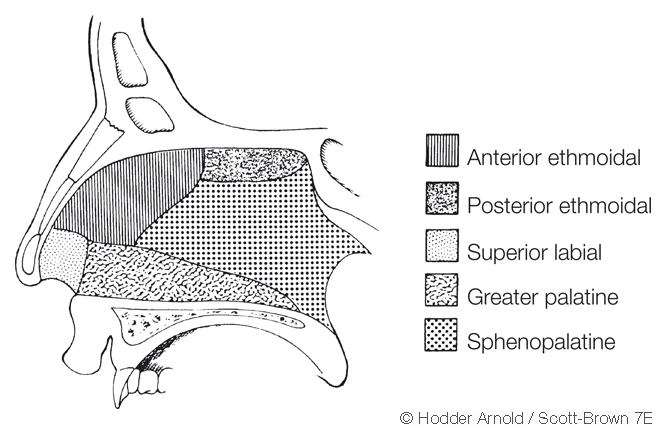 Anterior ethmoidal
Posterior ethmoidal
Superior labial
Greater palatine
Sphenopalatine
© Hodder Arnold / Scott-Brown 7E